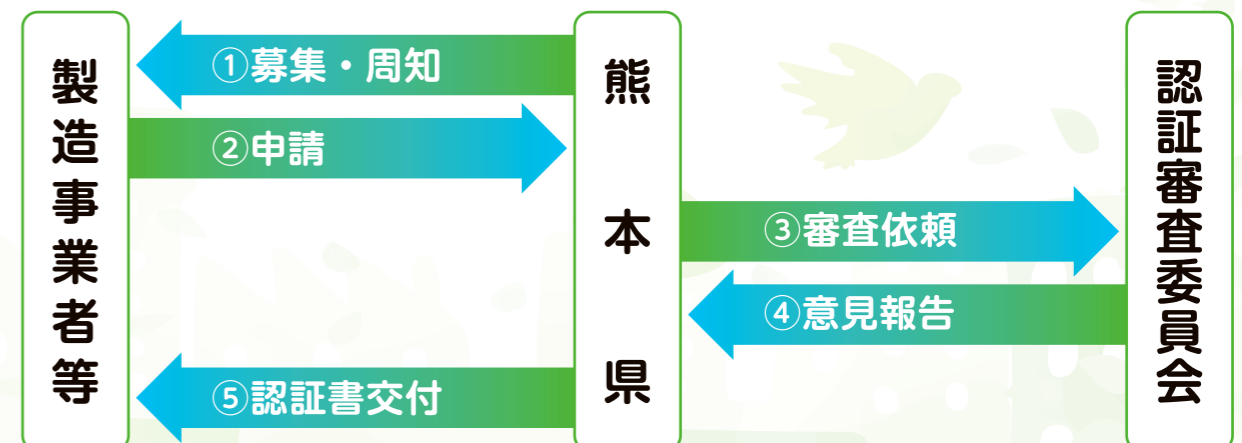 製造事業者等
①募集・周知
②申請
熊本県
③審査依頼
④意見報告
⑤認証書交付
認証審査委員会